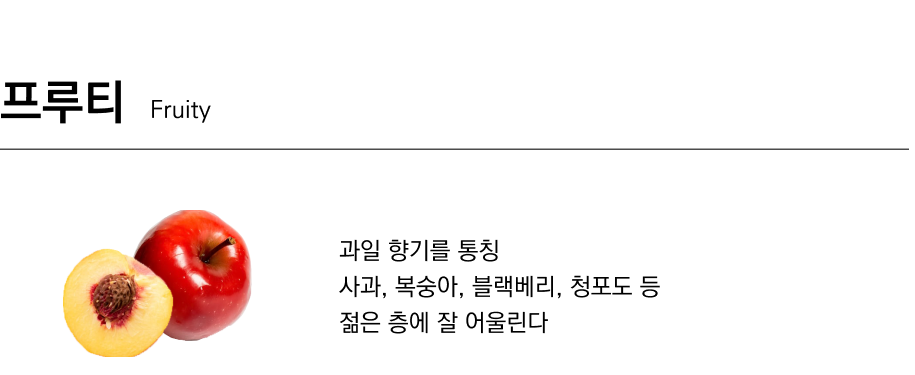 프루티 Fruity
과일 향기를 통칭
사과, 복숭아, 블랙베리, 청포도 등
젊은 층에 잘 어울린다